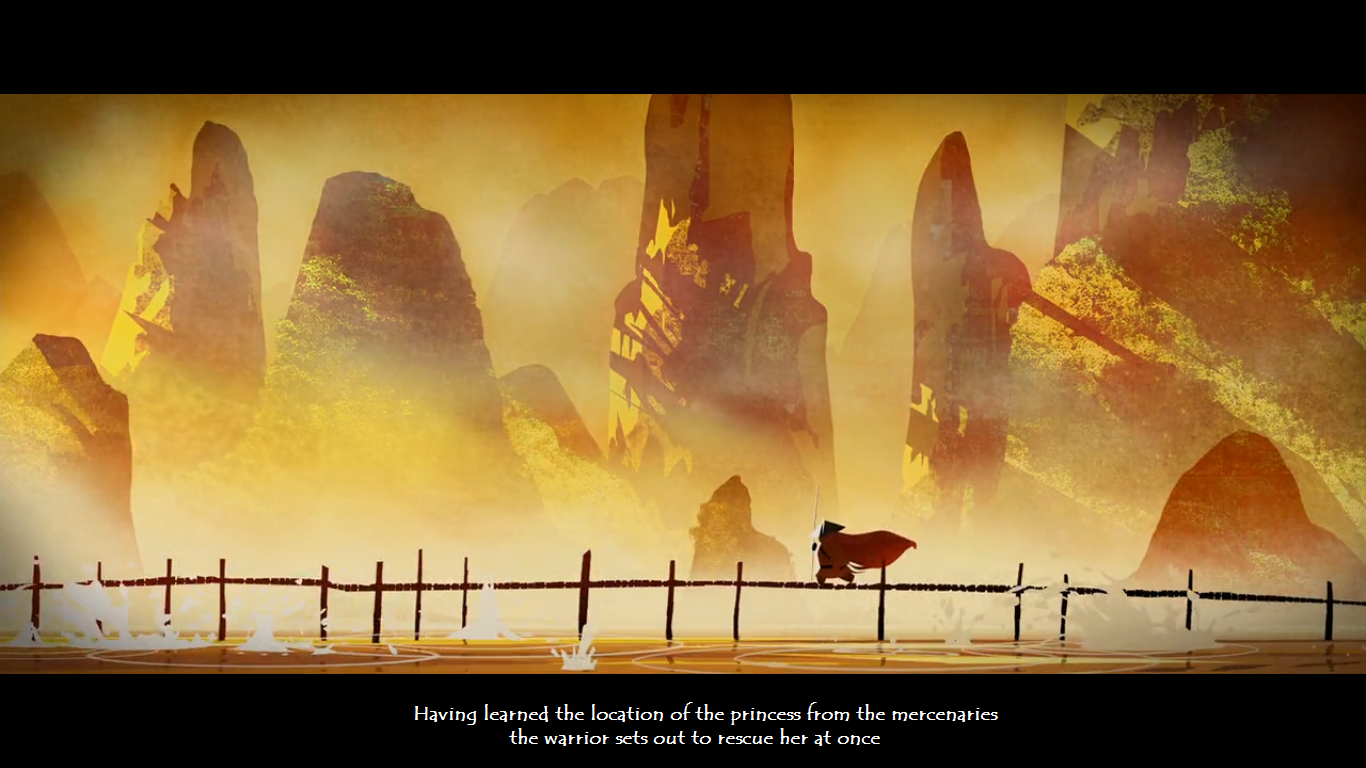 Having learned the location of the princess from the mercenaries
the warrior sets out to rescue her at once